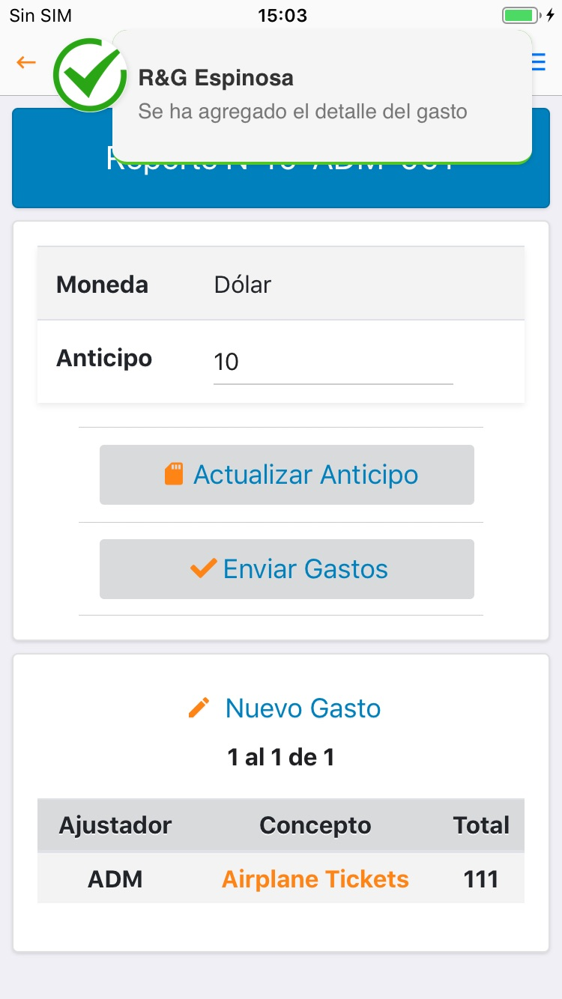 Sin SIM 15:03
R&G Espinosa
Se ha agregado el detalle del gasto
Moneda Dólar
Anticipo 10
Actualizar Anticipo
Enviar Gastos
Nuevo Gasto
1 al 1 de 1
Ajustador Concepto Total
ADM Airplane Tickets 111